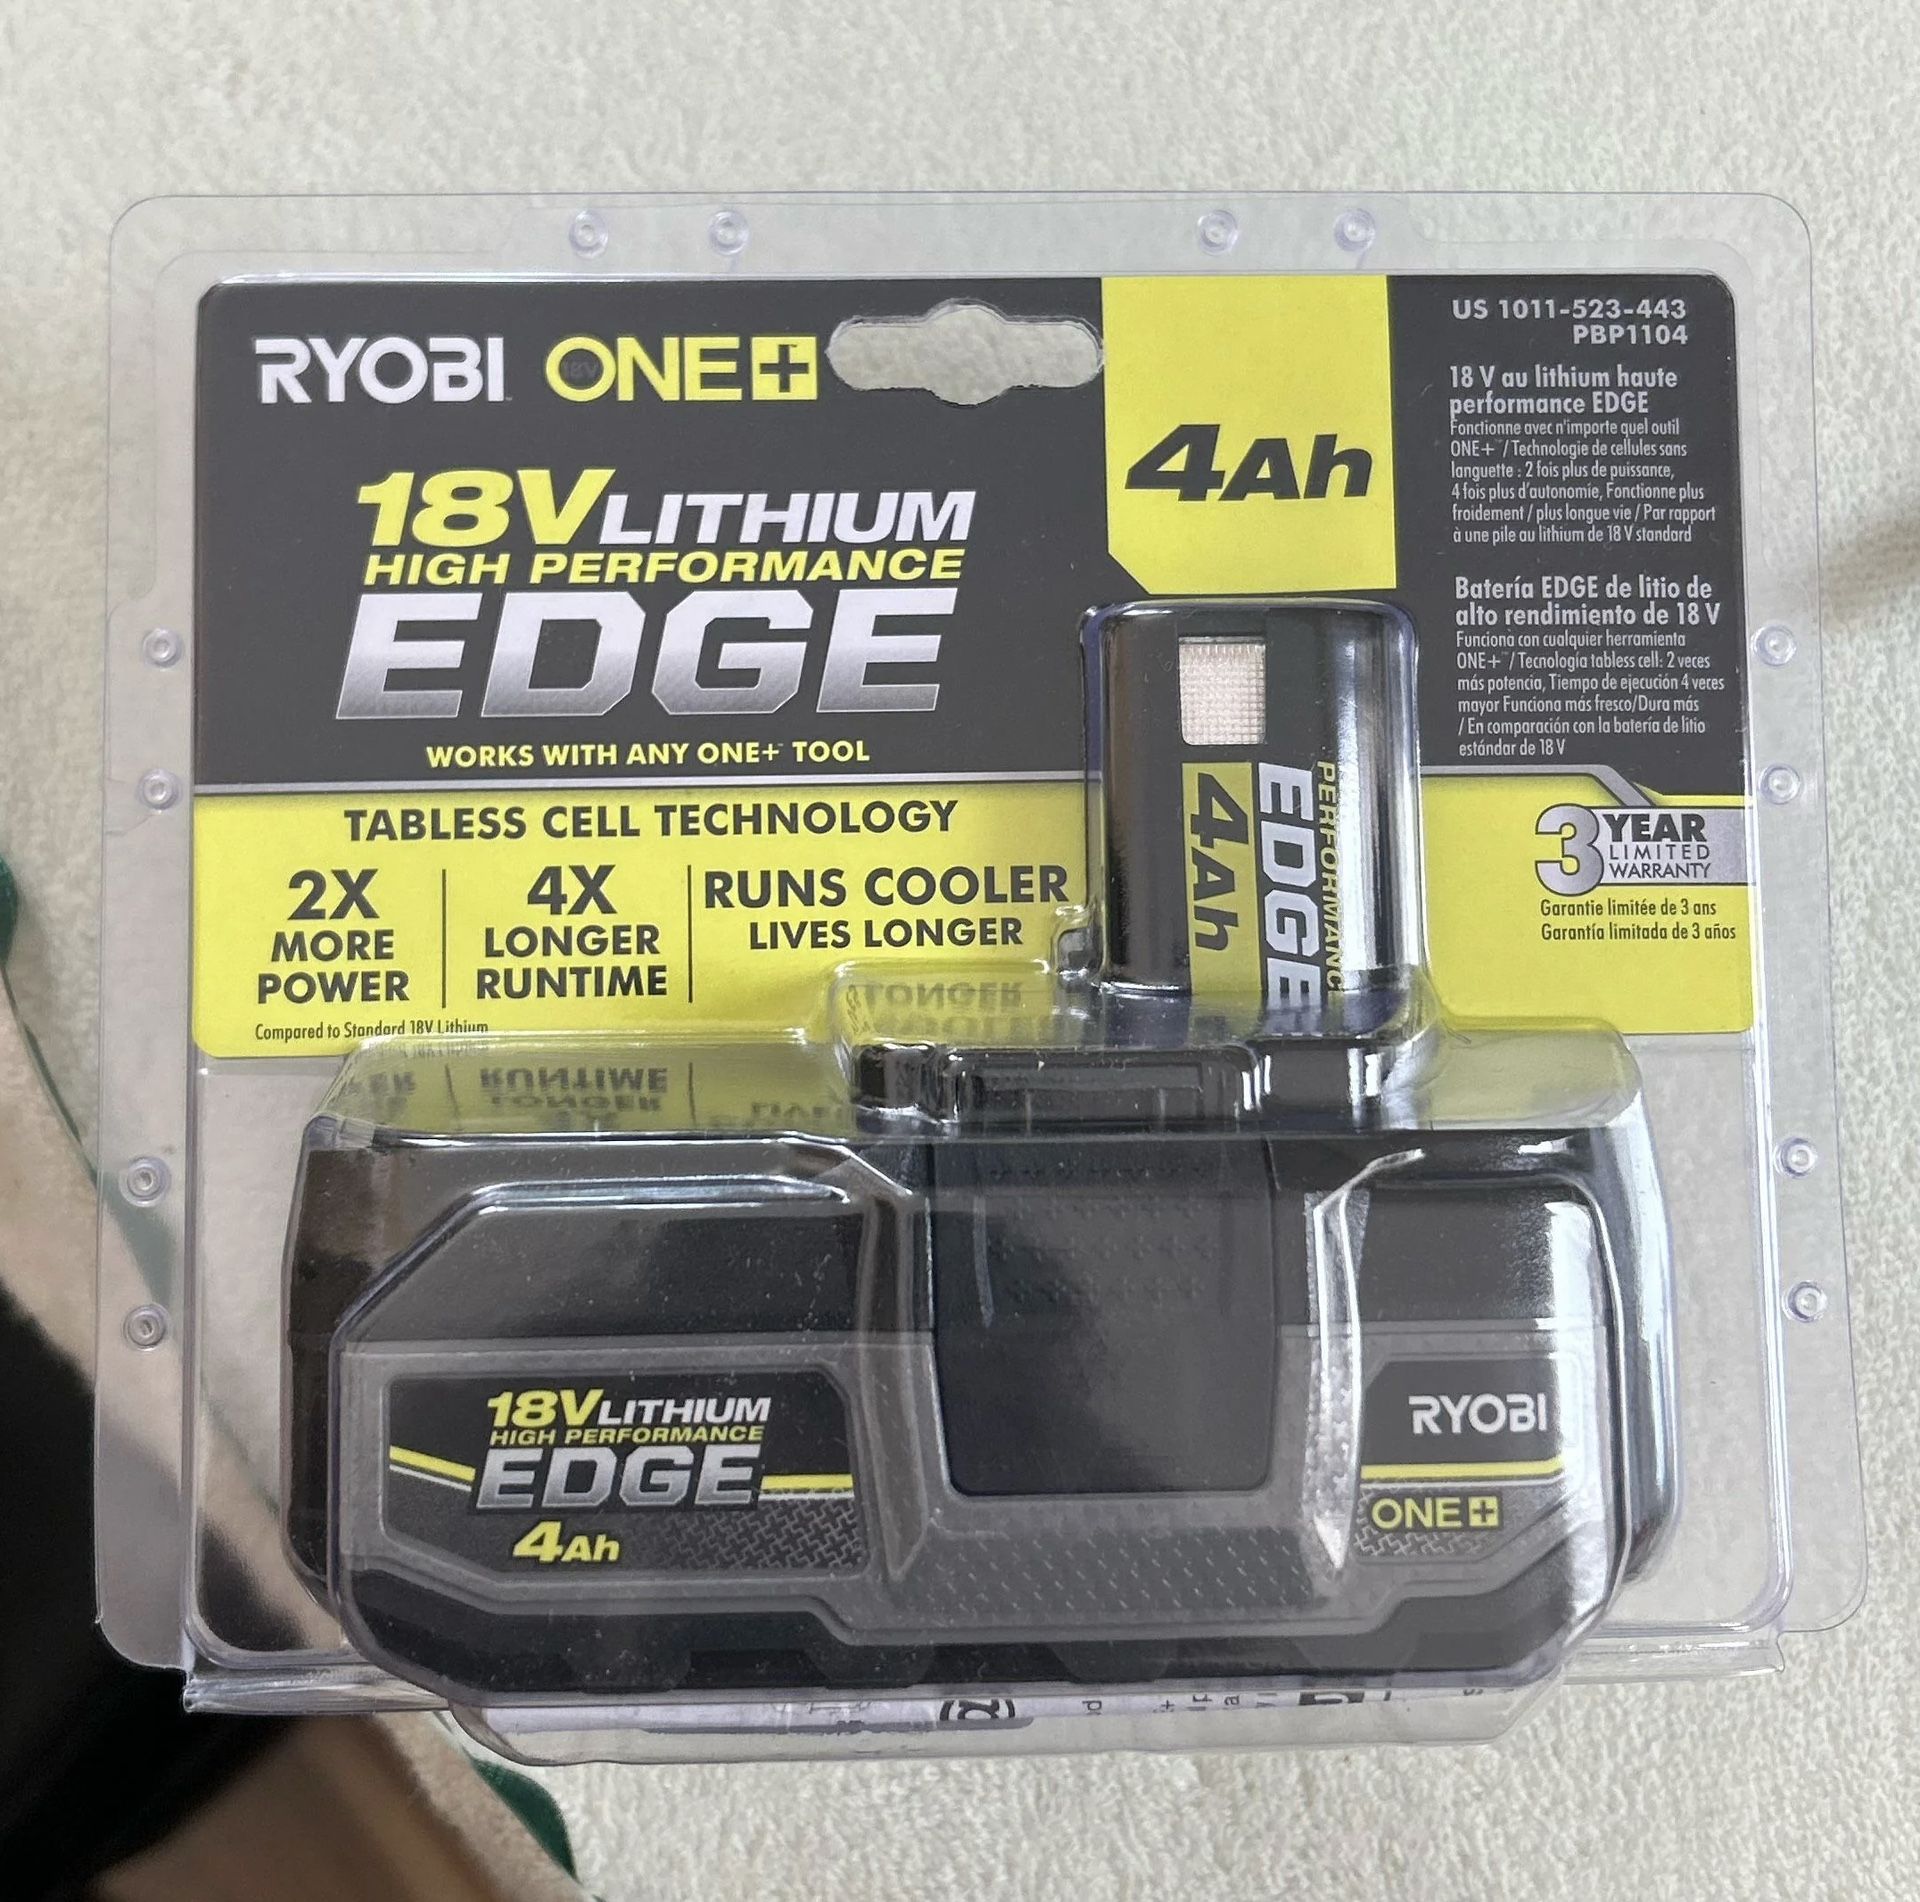 RYOBI ONE+
18V LITHIUM
HIGH PERFORMANCE
EDGE
WORKS WITH ANY ONE+ TOOL
4Ah
US 1011-523-443
PBP1104
18 V au lithium haute
performance EDGE
Fonctionne avec n'importe quel outil
ONE+™/ Technologie de cellules sans
languette : 2 fois plus de puissance,
4 fois plus d'autonomie, Fonctionne plus
froidement / plus longue vie / Par rapport
à une pile au lithium de 18 V standard
Batería EDGE de litio de
alto rendimiento de 18 V
Funciona con cualquier herramienta
ONE+™/ Tecnología tabless cell: 2 veces
más potencia, Tiempo de ejecución 4 veces
mayor Funciona más fresco/Dura más
/ En comparación con la batería de litio
estándar de 18 V
TABLESS CELL TECHNOLOGY
2X
MORE
POWER
4X
LONGER
RUNTIME
RUNS COOLER
LIVES LONGER
Compared to Standard 18V Lithium
3 YEAR
LIMITED
WARRANTY
Garantie limitée de 3 ans
Garantía limitada de 3 años
PERFORMANC
EDGE
4Ah
18V LITHIUM
HIGH PERFORMANCE
EDGE
4Ah
RYOBI
ONE+